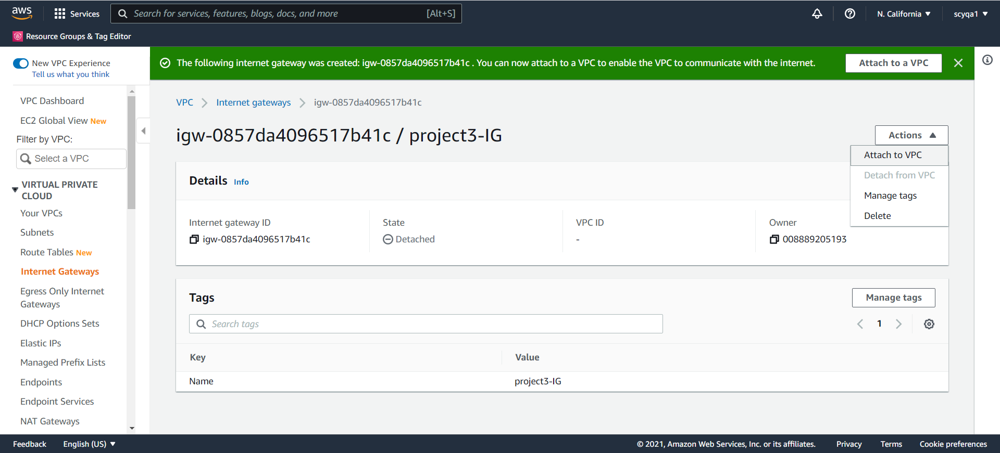 aws
Services
Search for services, features, blogs, docs, and more
[Alt+S]
N. California
scyqa1
Resource Groups & Tag Editor
New VPC Experience
Tell us what you think
The following internet gateway was created: igw-0857da4096517b41c . You can now attach to a VPC to enable the VPC to communicate with the internet.
Attach to a VPC
VPC Dashboard
EC2 Global View New
Filter by VPC:
Select a VPC
VIRTUAL PRIVATE
CLOUD
Your VPCs
Subnets
Route Tables New
Internet Gateways
Egress Only Internet
Gateways
DHCP Options Sets
Elastic IPs
Managed Prefix Lists
Endpoints
Endpoint Services
NAT Gateways
VPC
Internet gateways
igw-0857da4096517b41c
igw-0857da4096517b41c / project3-IG
Actions
Attach to VPC
Detach from VPC
Manage tags
Delete
Details Info
Internet gateway ID
igw-0857da4096517b41c
State
Detached
VPC ID
-
Owner
008889205193
Tags
Manage tags
Search tags
1
Key
Value
Name
project3-IG
Feedback
English (US)
© 2021, Amazon Web Services, Inc. or its affiliates.
Privacy
Terms
Cookie preferences